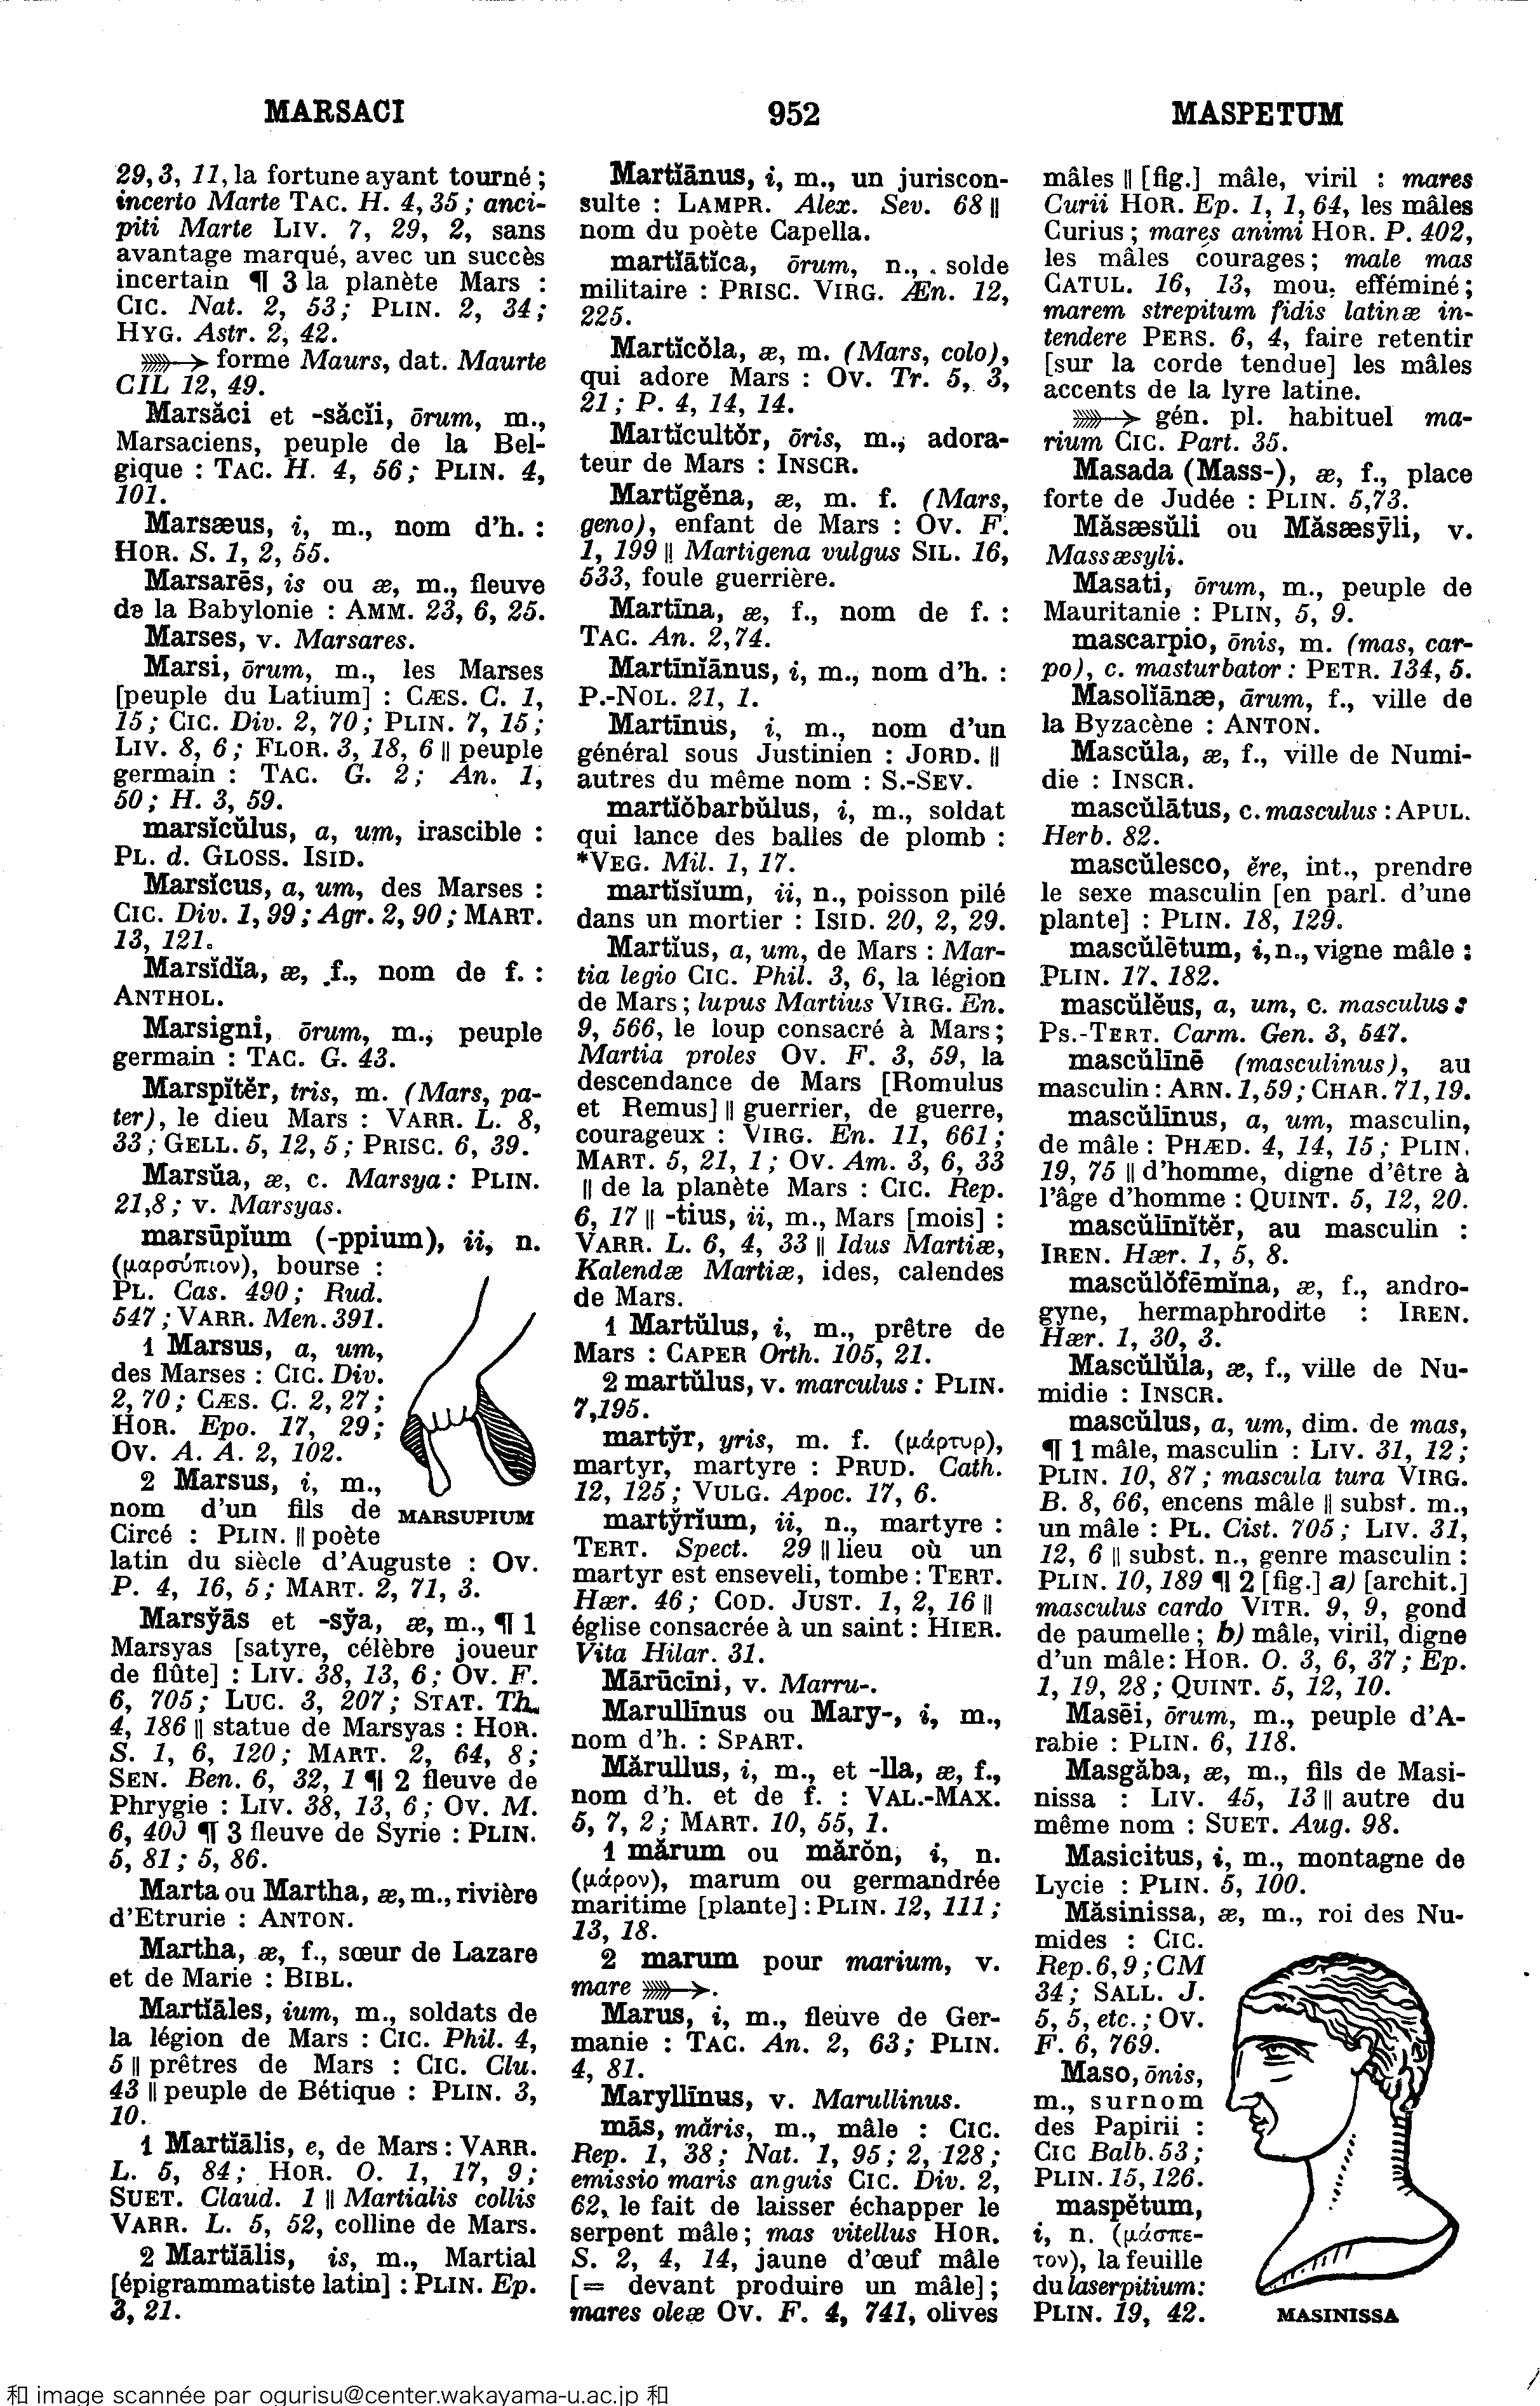 MARSACI
952
MASPETUM
29, 3, 11, la fortune ayant tourné ;
incerto Marte TAC. H. 4, 35 ; anci-
piti Marte LIV. 7, 29, 2, sans
avantage marqué, avec un succès
incertain ¶ 3 la planète Mars :
CIC. Nat. 2, 53 ; PLIN. 2, 34 ;
HYG. Astr. 2, 42.
forme Maurs, dat. Maurte
CIL 12, 49.
Marsăci et -săcĭi, ōrum, m.,
Marsaciens, peuple de la Bel-
gique : TAC. H. 4, 56 ; PLIN. 4,
101.
Marsæus, i, m., nom d'h. :
HOR. S. 1, 2, 55.
Marsarēs, is ou æ, m., fleuve
de la Babylonie : AMM. 23, 6, 25.
Marses, v. Marsares.
Marsi, ōrum, m., les Marses
[peuple du Latium] : CÆS. C. 1,
15 ; CIC. Div. 2, 70 ; PLIN. 7, 15 ;
LIV. 8, 6 ; FLOR. 3, 18, 6 || peuple
germain : TAC. G. 2 ; An. 1,
50 ; H. 3, 59.
marsĭcŭlus, a, um, irascible :
PL. d. GLOSS. ISID.
Marsĭcus, a, um, des Marses :
CIC. Div. 1, 99 ; Agr. 2, 90 ; MART.
13, 121.
Marsĭdĭa, æ, f., nom de f. :
ANTHOL.
Marsigni, ōrum, m., peuple
germain : TAC. G. 43.
Marspĭtĕr, tris, m. (Mars, pa-
ter), le dieu Mars : VARR. L. 8,
33 ; GELL. 5, 12, 5 ; PRISC. 6, 39.
Marsŭa, æ, c. Marsya : PLIN.
21, 8 ; v. Marsyas.
marsūpĭum (-ppium), ii, n.
(μαρσύπιον), bourse :
PL. Cas. 490 ; Rud.
547 ; VARR. Men. 391.
1 Marsus, a, um,
des Marses : CIC. Div.
2, 70 ; CÆS. C. 2, 27 ;
HOR. Epo. 17, 29 ;
OV. A. A. 2, 102.
2 Marsus, i, m.,
nom d'un fils de
Circé : PLIN. || poète
MARSUPIUM
latin du siècle d'Auguste : OV.
P. 4, 16, 5 ; MART. 2, 71, 3.
Marsўās et -sўa, æ, m., ¶ 1
Marsyas [satyre, célèbre joueur
de flûte] : LIV. 38, 13, 6 ; OV. F.
6, 705 ; LUC. 3, 207 ; STAT. Th.
4, 186 || statue de Marsyas : HOR.
S. 1, 6, 120 ; MART. 2, 64, 8 ;
SEN. Ben. 6, 32, 1 ¶ 2 fleuve de
Phrygie : LIV. 38, 13, 6 ; OV. M.
6, 400 ¶ 3 fleuve de Syrie : PLIN.
5, 81 ; 5, 86.
Marta ou Martha, æ, m., rivière
d'Etrurie : ANTON.
Martha, æ, f., sœur de Lazare
et de Marie : BIBL.
Martĭāles, ium, m., soldats de
la légion de Mars : CIC. Phil. 4,
5 || prêtres de Mars : CIC. Clu.
43 || peuple de Bétique : PLIN. 3,
10.
1 Martĭālis, e, de Mars : VARR.
L. 5, 84 ; HOR. O. 1, 17, 9 ;
SUET. Claud. 1 || Martialis collis
VARR. L. 5, 52, colline de Mars.
2 Martĭālis, is, m., Martial
[épigrammatiste latin] : PLIN. Ep.
3, 21.
Martĭānus, i, m., un juriscon-
sulte : LAMPR. Alex. Sev. 68 ||
nom du poète Capella.
martĭātĭca, ōrum, n., solde
militaire : PRISC. VIRG. Æn. 12,
225.
Martĭcŏla, æ, m. (Mars, colo),
qui adore Mars : OV. Tr. 5, 3,
21 ; P. 4, 14, 14.
Martĭcultŏr, ōris, m., adora-
teur de Mars : INSCR.
Martĭgĕna, æ, m. f. (Mars,
geno), enfant de Mars : OV. F.
1, 199 || Martigena vulgus SIL. 16,
533, foule guerrière.
Martīna, æ, f., nom de f. :
TAC. An. 2, 74.
Martīnĭānus, i, m., nom d'h. :
P.-NOL. 21, 1.
Martīnus, i, m., nom d'un
général sous Justinien : JORD. ||
autres du même nom : S.-SEV.
martĭŏbarbŭlus, i, m., soldat
qui lance des balles de plomb :
*VEG. Mil. 1, 17.
martĭsĭum, ii, n., poisson pilé
dans un mortier : ISID. 20, 2, 29.
Martĭus, a, um, de Mars : Mar-
tia legio CIC. Phil. 3, 6, la légion
de Mars ; lupus Martius VIRG. En.
9, 566, le loup consacré à Mars ;
Martia proles OV. F. 3, 59, la
descendance de Mars [Romulus
et Remus] || guerrier, de guerre,
courageux : VIRG. En. 11, 661 ;
MART. 5, 21, 1 ; OV. Am. 3, 6, 33
|| de la planète Mars : CIC. Rep.
6, 17 || -tius, ii, m., Mars [mois] :
VARR. L. 6, 4, 33 || Idus Martiæ,
Kalendæ Martiæ, ides, calendes
de Mars.
1 Martŭlus, i, m., prêtre de
Mars : CAPER Orth. 105, 21.
2 martŭlus, v. marculus : PLIN.
7, 195.
martўr, yris, m. f. (μάρτυρ),
martyr, martyre : PRUD. Cath.
12, 125 ; VULG. Apoc. 17, 6.
martўrĭum, ii, n., martyre :
TERT. Spect. 29 || lieu où un
martyr est enseveli, tombe : TERT.
Hær. 46 ; COD. JUST. 1, 2, 16 ||
église consacrée à un saint : HIER.
Vita Hilar. 31.
Mārūcīni, v. Marru-.
Marullīnus ou Mary-, i, m.,
nom d'h. : SPART.
Mărullus, i, m., et -lla, æ, f.,
nom d'h. et de f. : VAL.-MAX.
5, 7, 2 ; MART. 10, 55, 1.
1 mărum ou mărŏn, i, n.
(μάρον), marum ou germandrée
maritime [plante] : PLIN. 12, 111 ;
13, 18.
2 marum pour marium, v.
mare.
Marus, i, m., fleuve de Ger-
manie : TAC. An. 2, 63 ; PLIN.
4, 81.
Maryllīnus, v. Marullinus.
mās, măris, m., mâle : CIC.
Rep. 1, 38 ; Nat. 1, 95 ; 2, 128 ;
emissio maris anguis CIC. Div. 2,
62, le fait de laisser échapper le
serpent mâle ; mas vitellus HOR.
S. 2, 4, 14, jaune d'œuf mâle
[= devant produire un mâle] ;
mares oleæ OV. F. 4, 741, olives
mâles || [fig.] mâle, viril : mares
Curii HOR. Ep. 1, 1, 64, les mâles
Curius ; mares animi HOR. P. 402,
les mâles courages ; male mas
CATUL. 16, 13, mou, efféminé ;
marem strepitum fidis latinæ in-
tendere PERS. 6, 4, faire retentir
[sur la corde tendue] les mâles
accents de la lyre latine.
gén. pl. habituel ma-
rium CIC. Part. 35.
Masada (Mass-), æ, f., place
forte de Judée : PLIN. 5, 73.
Măsæsŭli ou Măsæsўli, v.
Massæsyli.
Masati, ōrum, m., peuple de
Mauritanie : PLIN, 5, 9.
mascarpio, ōnis, m. (mas, car-
po), c. masturbator : PETR. 134, 5.
Masolĭānæ, ārum, f., ville de
la Byzacène : ANTON.
Mascŭla, æ, f., ville de Numi-
die : INSCR.
mascŭlātus, c. masculus : APUL.
Herb. 82.
mascŭlesco, ĕre, int., prendre
le sexe masculin [en parl. d'une
plante] : PLIN. 18, 129.
mascŭlētum, i, n., vigne mâle :
PLIN. 17, 182.
mascŭlĕus, a, um, c. masculus :
PS.-TERT. Carm. Gen. 3, 547.
mascŭlīnē (masculinus), au
masculin : ARN. 1, 59 ; CHAR. 71, 19.
mascŭlīnus, a, um, masculin,
de mâle : PHÆD. 4, 14, 15 ; PLIN.
19, 75 || d'homme, digne d'être à
l'âge d'homme : QUINT. 5, 12, 20.
mascŭlīnĭtĕr, au masculin :
IREN. Hær. 1, 5, 8.
mascŭlŏfēmĭna, æ, f., andro-
gyne, hermaphrodite : IREN.
Hær. 1, 30, 3.
Mascŭlŭla, æ, f., ville de Nu-
midie : INSCR.
mascŭlus, a, um, dim. de mas,
¶ 1 mâle, masculin : LIV. 31, 12 ;
PLIN. 10, 87 ; mascula tura VIRG.
B. 8, 66, encens mâle || subst. m.,
un mâle : PL. Cist. 705 ; LIV. 31,
12, 6 || subst. n., genre masculin :
PLIN. 10, 189 ¶ 2 [fig.] a) [archit.]
masculus cardo VITR. 9, 9, gond
de paumelle ; b) mâle, viril, digne
d'un mâle : HOR. O. 3, 6, 37 ; Ep.
1, 19, 28 ; QUINT. 5, 12, 10.
Masēi, ōrum, m., peuple d'A-
rabie : PLIN. 6, 118.
Masgăba, æ, m., fils de Masi-
nissa : LIV. 45, 13 || autre du
même nom : SUET. Aug. 98.
Masicitus, i, m., montagne de
Lycie : PLIN. 5, 100.
Măsinissa, æ, m., roi des Nu-
mides : CIC.
Rep. 6, 9 ; CM
34 ; SALL. J.
5, 5, etc. ; OV.
F. 6, 769.
Maso, ōnis,
m., surnom
des Papirii :
CIC Balb. 53 ;
PLIN. 15, 126.
maspĕtum,
i, n. (μάσπε-
τον), la feuille
du laserpitium :
PLIN. 19, 42.
MASINISSA
和 image scannée par ogurisu@center.wakayama-u.ac.jp 和